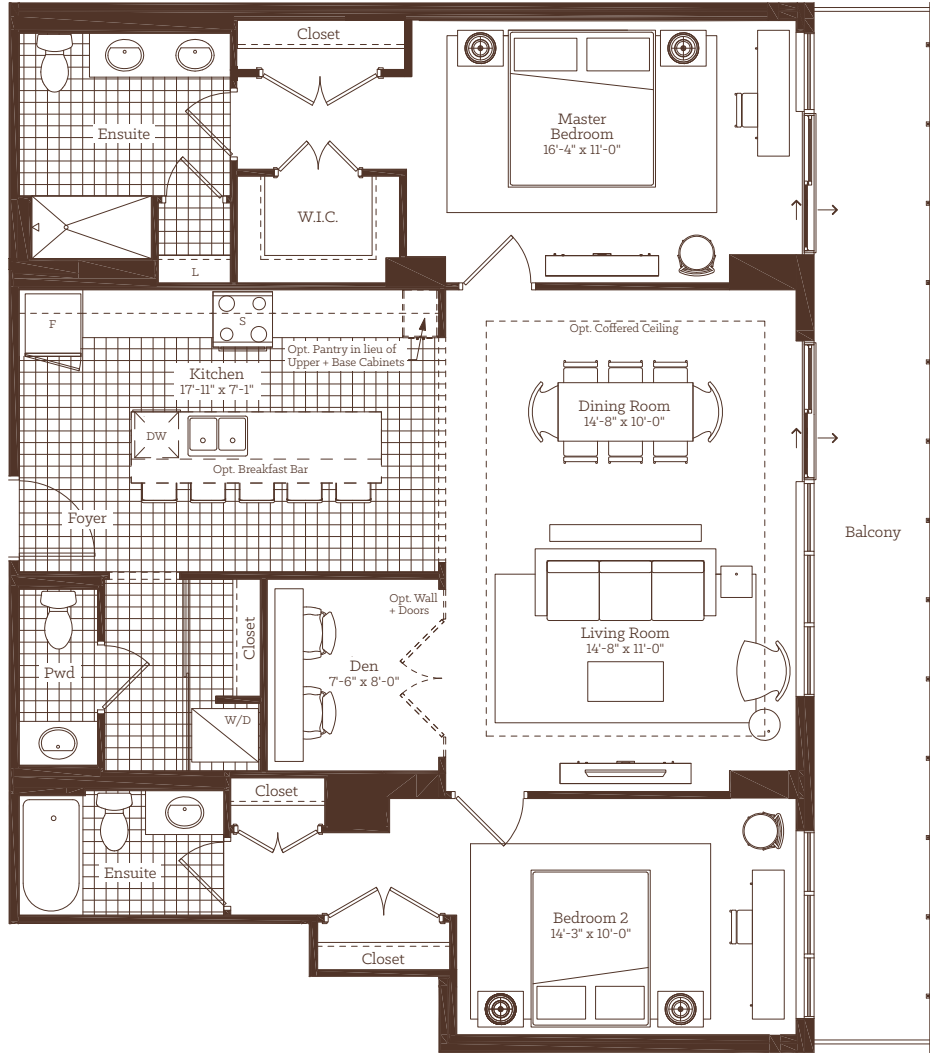 Closet
Ensuite
Master
Bedroom
16'-4" x 11'-0"
W.I.C.
L
F
S
Opt. Coffered Ceiling
Opt. Pantry in lieu of
Upper + Base Cabinets
Kitchen
17'-11" x 7'-1"
Dining Room
14'-8" x 10'-0"
DW
Opt. Breakfast Bar
Foyer
Balcony
Opt. Wall
+ Doors
Closet
Living Room
14'-8" x 11'-0"
Pwd
Den
7'-6" x 8'-0"
W/D
Closet
Ensuite
Bedroom 2
14'-3" x 10'-0"
Closet